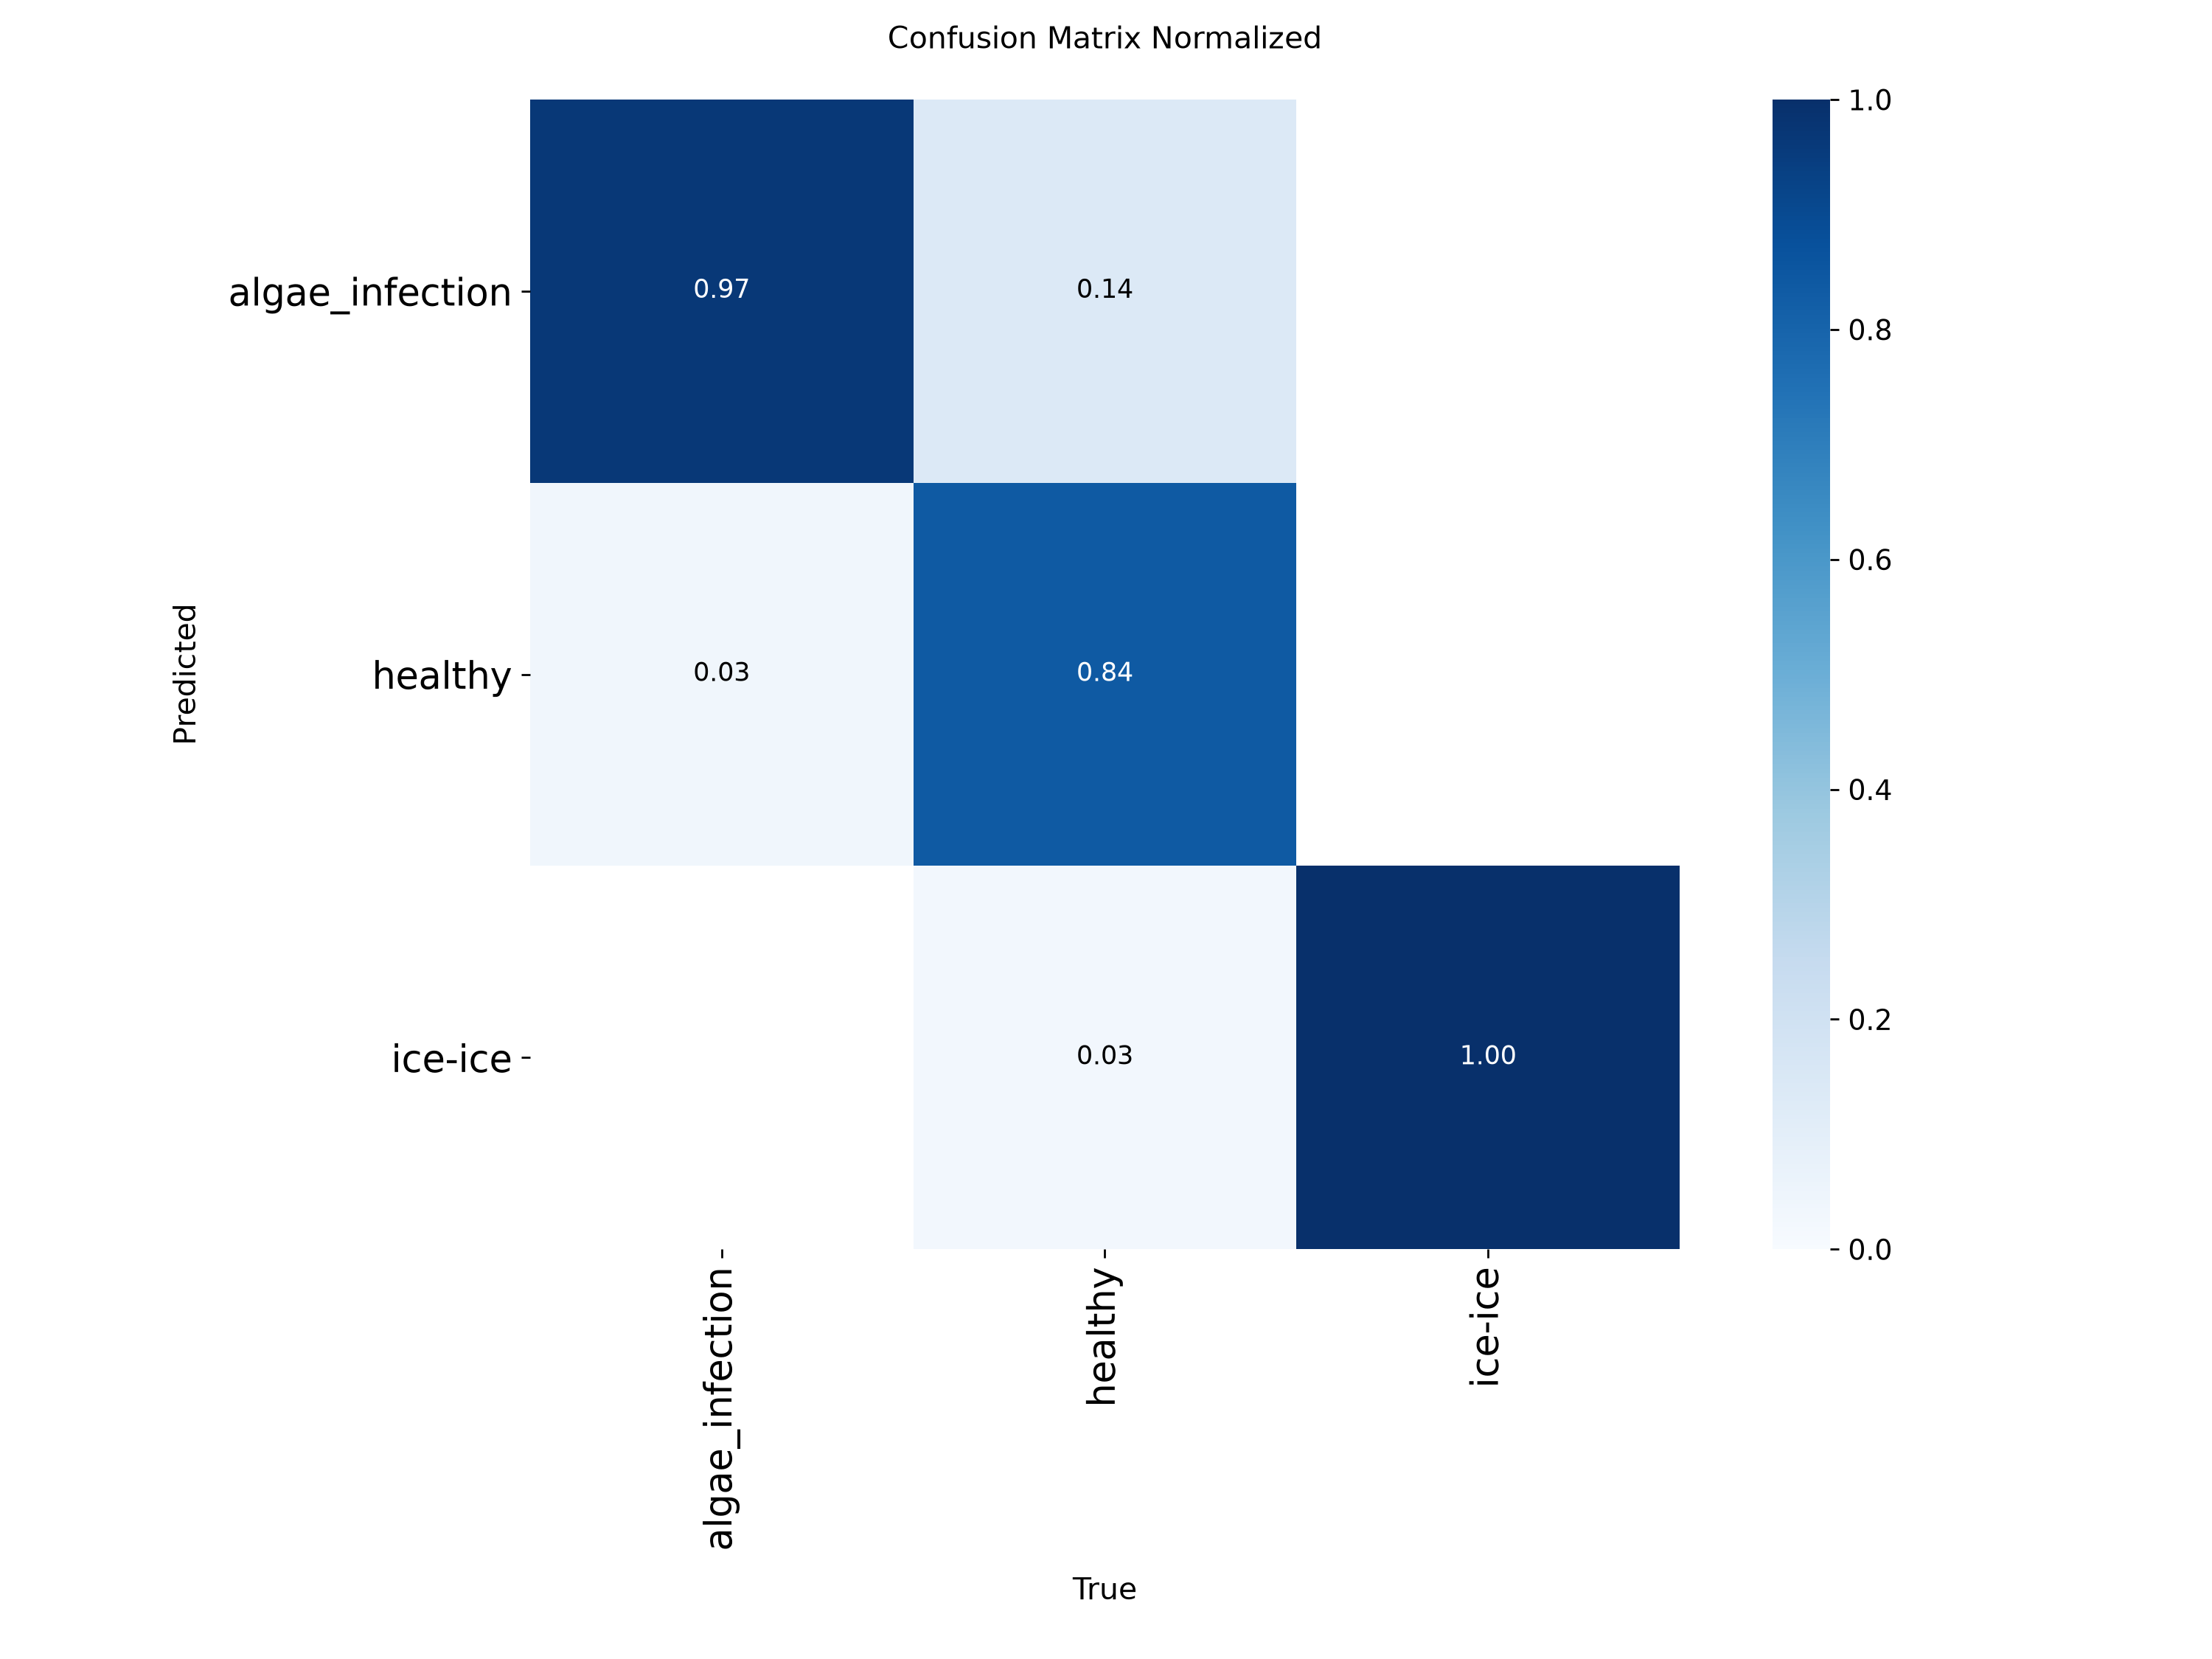 Confusion Matrix Normalized
algae_infection
0.97
0.14
healthy
0.03
0.84
ice-ice
0.03
1.00
algae_infection
healthy
ice-ice
Predicted
True
1.0
0.8
0.6
0.4
0.2
0.0